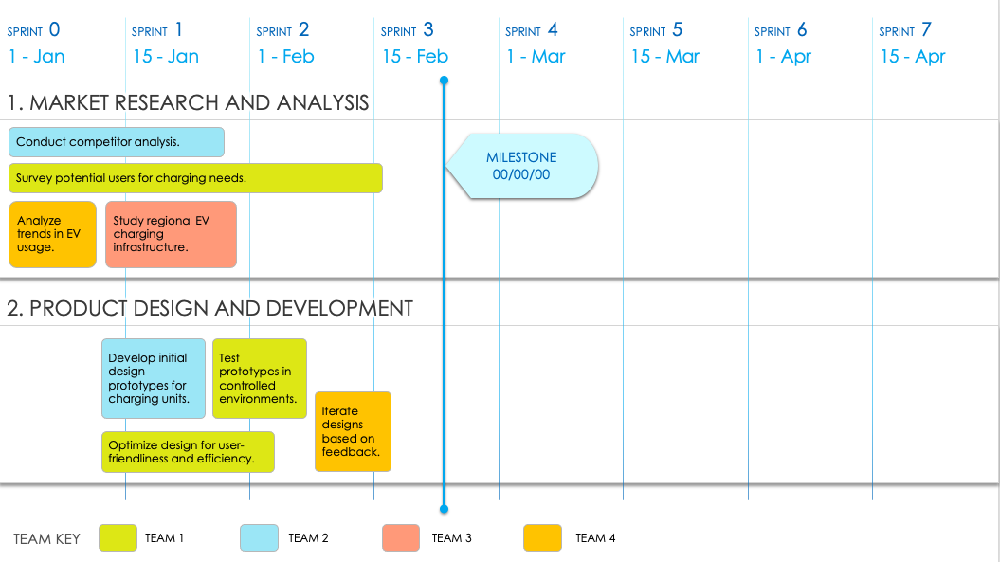 SPRINT 0 SPRINT 1 SPRINT 2 SPRINT 3 SPRINT 4 SPRINT 5 SPRINT 6 SPRINT 7
1 - Jan 15 - Jan 1 - Feb 15 - Feb 1 - Mar 15 - Mar 1 - Apr 15 - Apr
1. MARKET RESEARCH AND ANALYSIS
Conduct competitor analysis.
Survey potential users for charging needs.
Analyze
trends in EV
usage.
Study regional EV
charging
infrastructure.
MILESTONE
00/00/00
2. PRODUCT DESIGN AND DEVELOPMENT
Develop initial
design
prototypes for
charging units.
Test
prototypes in
controlled
environments.
Iterate
designs
based on
feedback.
Optimize design for user-
friendliness and efficiency.
TEAM KEY TEAM 1 TEAM 2 TEAM 3 TEAM 4